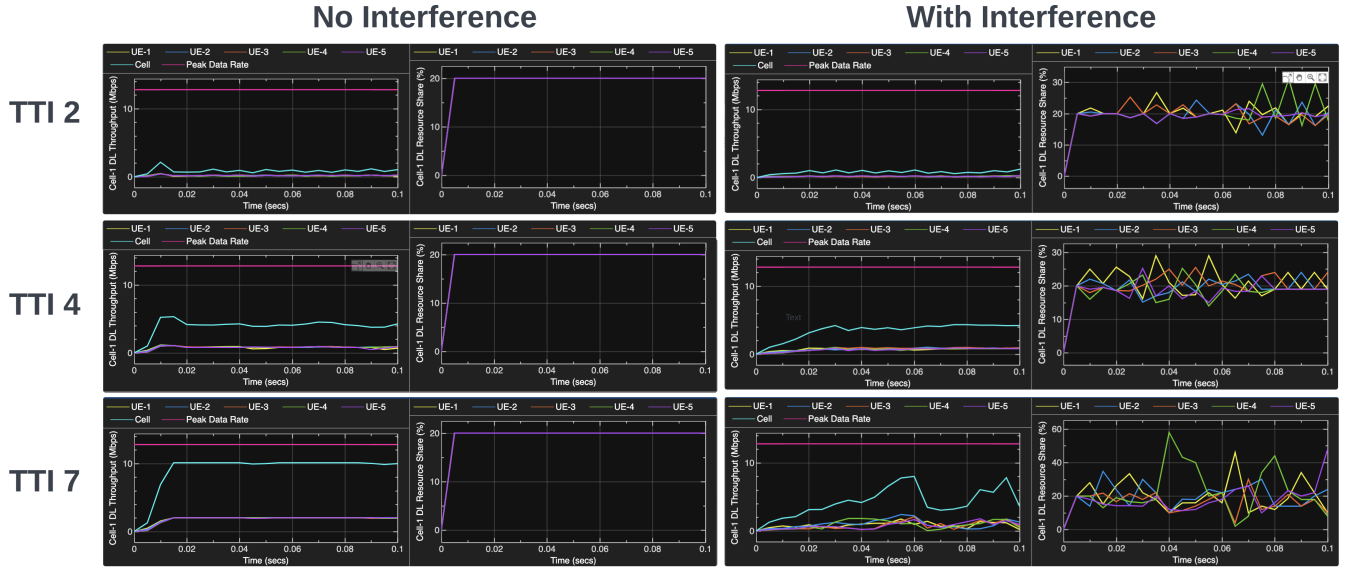 No Interference
With Interference
TTI 2
UE-1 UE-2 UE-3 UE-4 UE-5
Cell Peak Data Rate
Cell-1 DL Throughput (Mbps)
10
0
0 0.02 0.04 0.06 0.08 0.1
Time (secs)
UE-1 UE-2 UE-3 UE-4 UE-5
Cell-1 DL Resource Share (%)
20
10
0
0 0.02 0.04 0.06 0.08 0.1
Time (secs)
UE-1 UE-2 UE-3 UE-4 UE-5
Cell Peak Data Rate
Cell-1 DL Throughput (Mbps)
10
0
0 0.02 0.04 0.06 0.08 0.1
Time (secs)
UE-1 UE-2 UE-3 UE-4 UE-5
Cell-1 DL Resource Share (%)
30
20
10
0
0 0.02 0.04 0.06 0.08 0.1
Time (secs)
TTI 4
UE-1 UE-2 UE-3 UE-4 UE-5
Cell Peak Data Rate
Cell-1 DL Throughput (Mbps)
10
0
0 0.02 0.04 0.06 0.08 0.1
Time (secs)
UE-1 UE-2 UE-3 UE-4 UE-5
Cell-1 DL Resource Share (%)
20
10
0
0 0.02 0.04 0.06 0.08 0.1
Time (secs)
UE-1 UE-2 UE-3 UE-4 UE-5
Cell Peak Data Rate
Cell-1 DL Throughput (Mbps)
10
Text
0
0 0.02 0.04 0.06 0.08 0.1
Time (secs)
UE-1 UE-2 UE-3 UE-4 UE-5
Cell-1 DL Resource Share (%)
30
20
10
0
0 0.02 0.04 0.06 0.08 0.1
Time (secs)
TTI 7
UE-1 UE-2 UE-3 UE-4 UE-5
Cell Peak Data Rate
Cell-1 DL Throughput (Mbps)
10
0
0 0.02 0.04 0.06 0.08 0.1
Time (secs)
UE-1 UE-2 UE-3 UE-4 UE-5
Cell-1 DL Resource Share (%)
20
10
0
0 0.02 0.04 0.06 0.08 0.1
Time (secs)
UE-1 UE-2 UE-3 UE-4 UE-5
Cell Peak Data Rate
Cell-1 DL Throughput (Mbps)
10
0
0 0.02 0.04 0.06 0.08 0.1
Time (secs)
UE-1 UE-2 UE-3 UE-4 UE-5
Cell-1 DL Resource Share (%)
60
40
20
0
0 0.02 0.04 0.06 0.08 0.1
Time (secs)